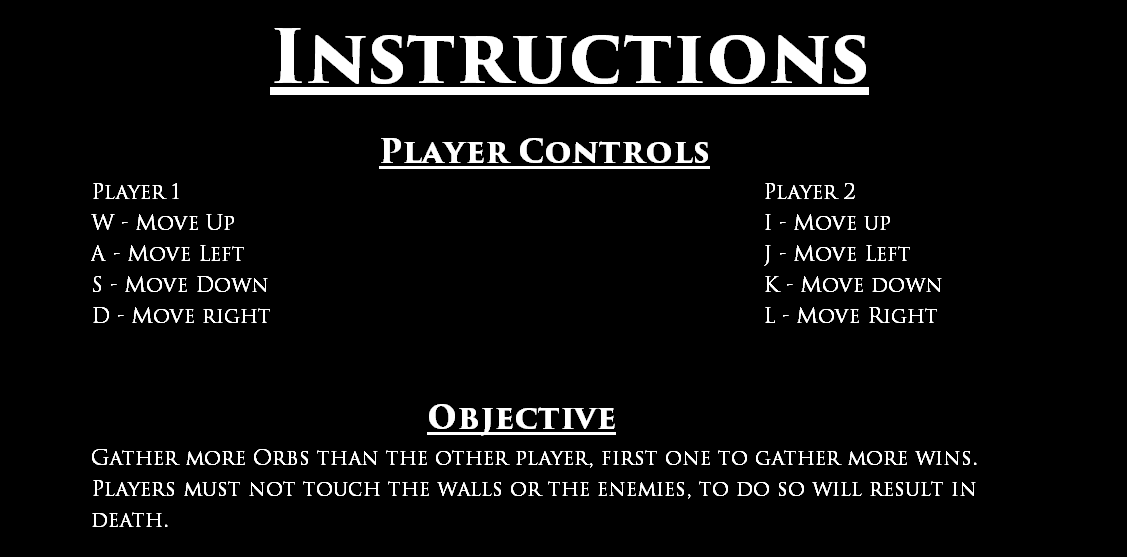 Instructions
Player Controls
Player 1
W - Move Up
A - Move Left
S - Move Down
D - Move right
Player 2
I - Move up
J - Move Left
K - Move down
L - Move Right
Objective
Gather more Orbs than the other player, first one to gather more wins.
Players must not touch the walls or the enemies, to do so will result in
death.